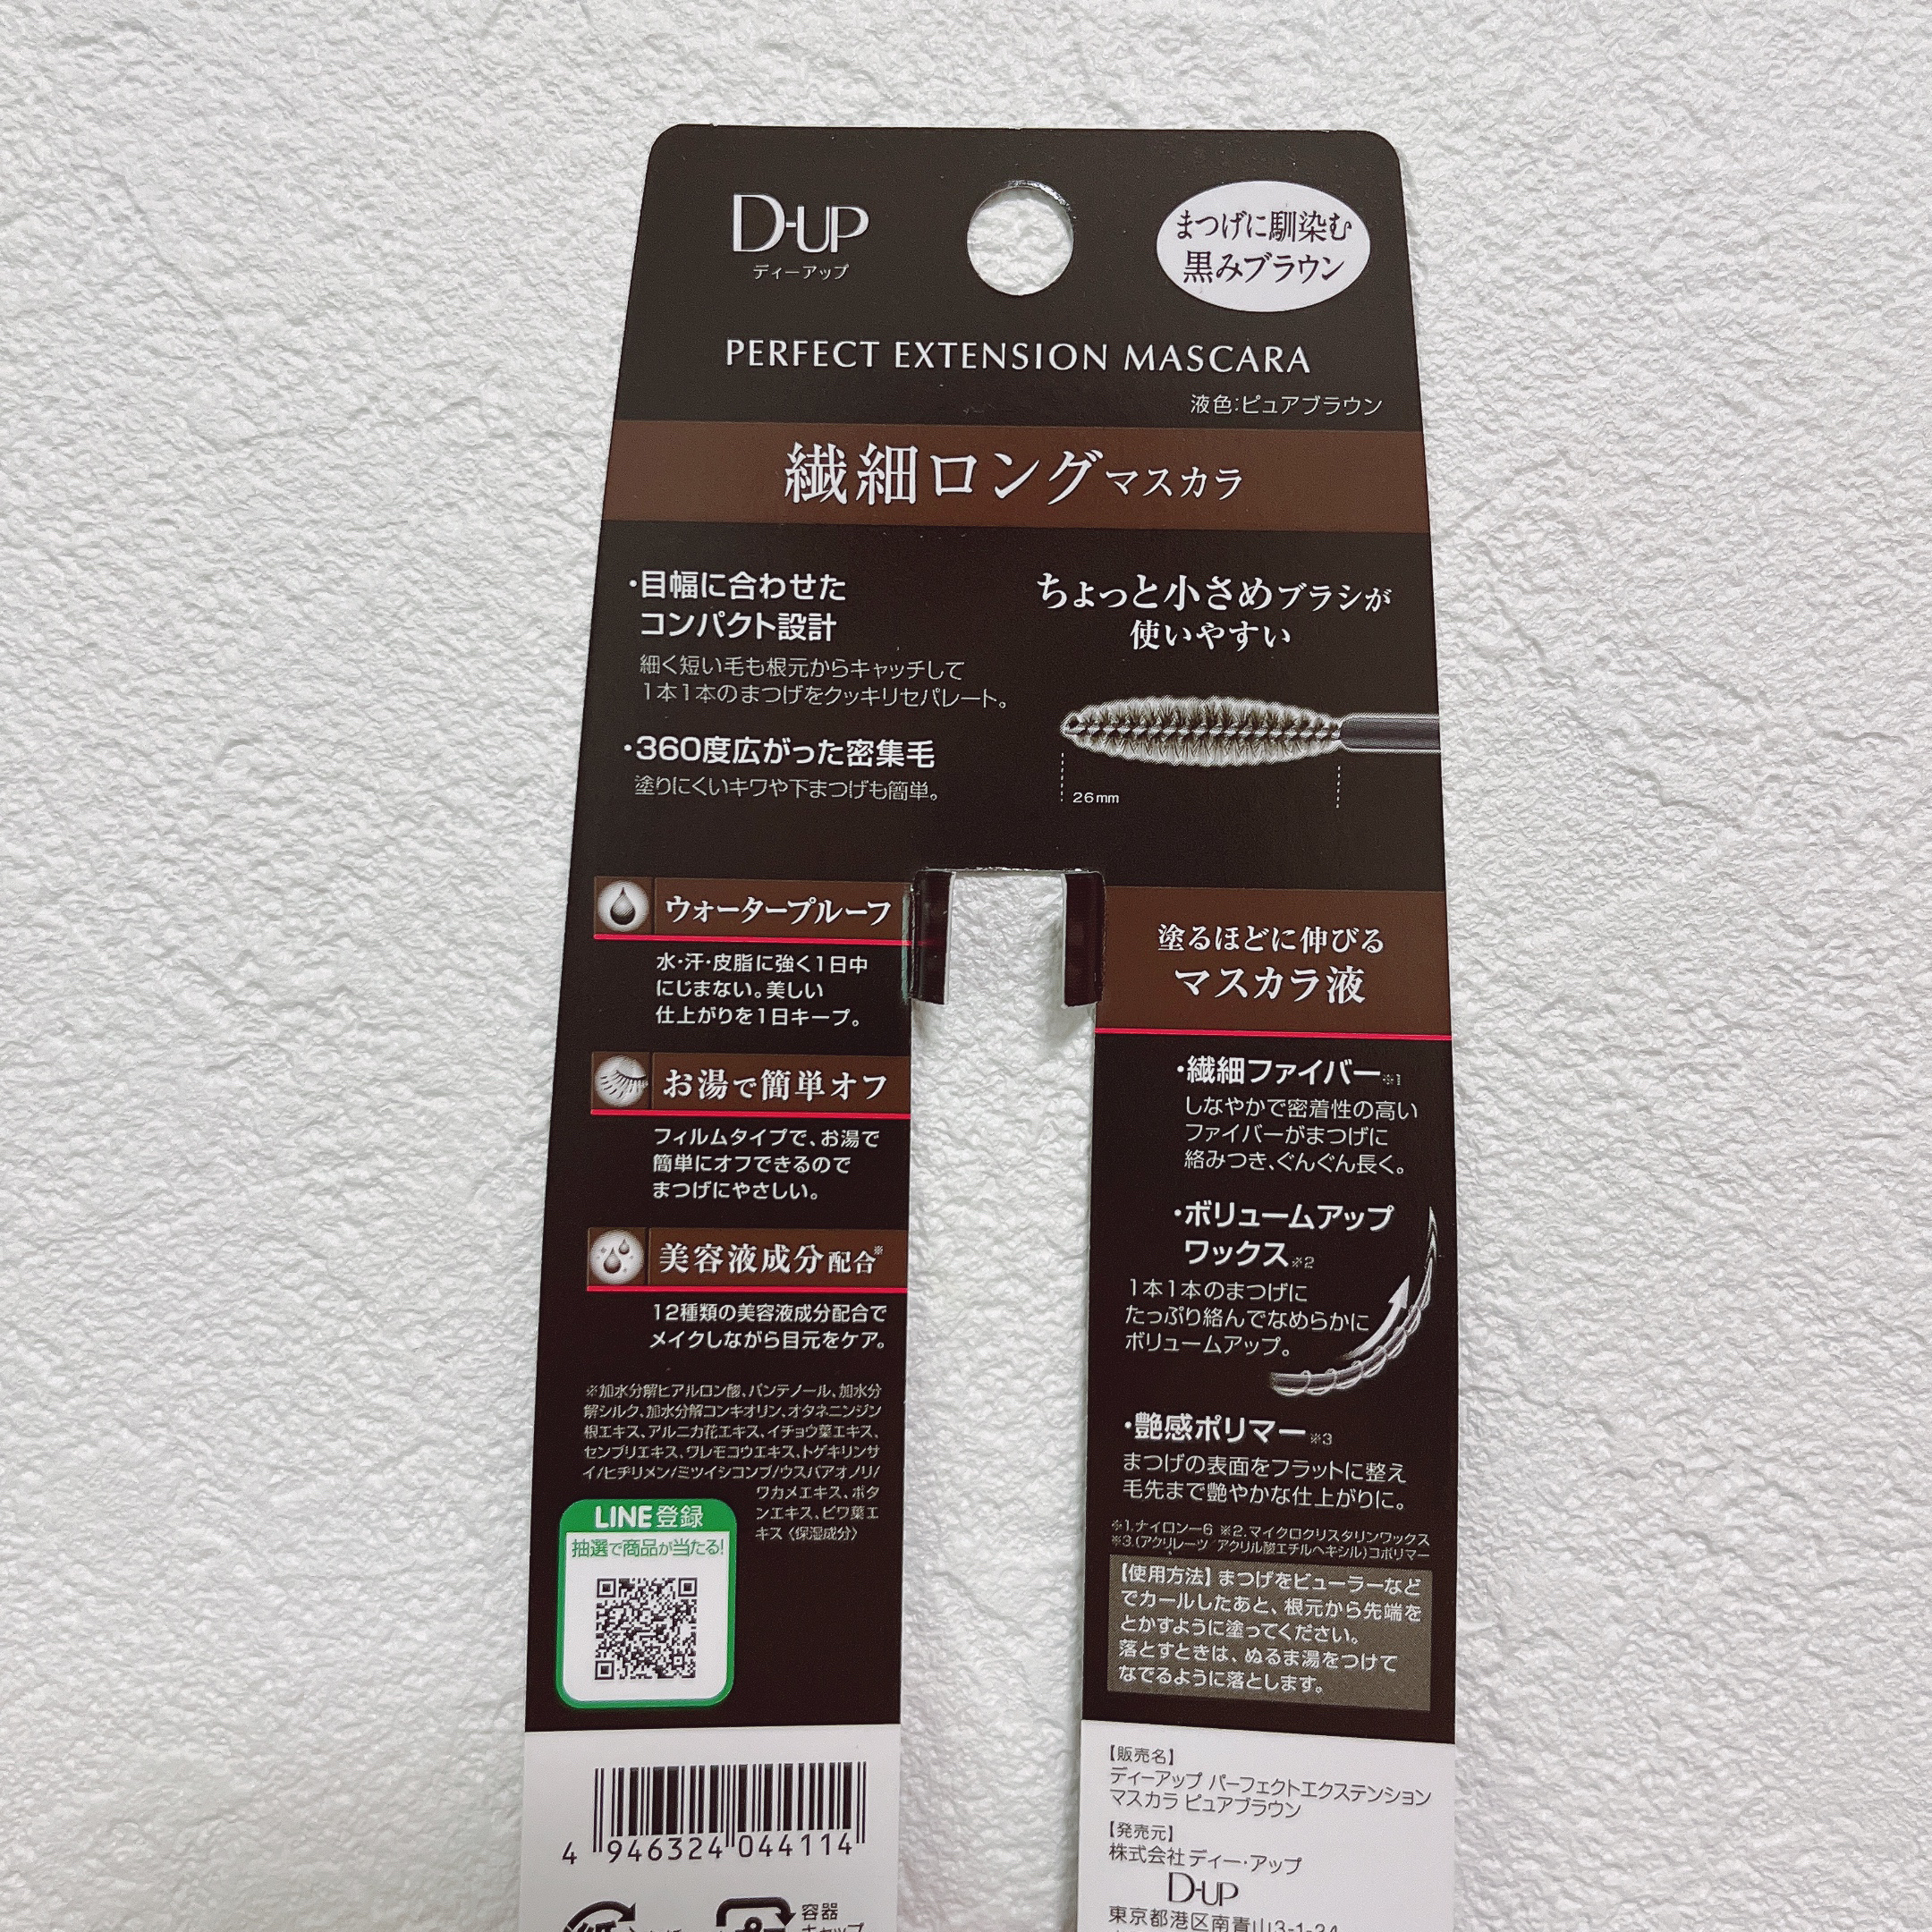 D-UP
ディーアップ
まつげに馴染む
黒みブラウン
PERFECT EXTENSION MASCARA
液色:ピュアブラウン
繊細ロングマスカラ
・目幅に合わせた
コンパクト設計
細く短い毛も根元からキャッチして
1本1本のまつげをクッキリセパレート。
・360度広がった密集毛
塗りにくいキワや下まつげも簡単。
ちょっと小さめブラシが
使いやすい
26mm
ウォータープルーフ
水・汗・皮脂に強く1日中
にじまない。美しい
仕上がりを1日キープ。
お湯で簡単オフ
フィルムタイプで、お湯で
簡単にオフできるので
まつげにやさしい。
美容液成分配合※
12種類の美容液成分配合で
メイクしながら目元をケア。
※加水分解ヒアルロン酸、パンテノール、加水分
解シルク、加水分解コンキオリン、オタネニンジン
根エキス、アルニカ花エキス、イチョウ葉エキス、
センブリエキス、ワレモコウエキス、トゲキリンサ
イ/ヒヂリメン/ミツイシコンブ/ウスバアオノリ/
ワカメエキス、ボタ
ンエキス、ビワ葉エ
キス〈保湿成分〉
LINE登録
抽選で商品が当たる!
4 946324 044114
塗るほどに伸びる
マスカラ液
・繊細ファイバー※1
しなやかで密着性の高い
ファイバーがまつげに
絡みつき、ぐんぐん長く。
・ボリュームアップ
ワックス※2
1本1本のまつげに
たっぷり絡んでなめらかに
ボリュームアップ。
・艶感ポリマー※3
まつげの表面をフラットに整え
毛先まで艶やかな仕上がりに。
※1.ナイロン-6 ※2.マイクロクリスタリンワックス
※3.(アクリレーツ/アクリル酸エチルヘキシル)コポリマー
【使用方法】まつげをビューラーなど
でカールしたあと、根元から先端を
とかすように塗ってください。
落とすときは、ぬるま湯をつけて
なでるように落とします。
【販売名】
ディーアップ パーフェクトエクステンション
マスカラ ピュアブラウン
【発売元】
株式会社ディー・アップ
D-UP
東京都港区南青山3-1-34
容器
キャップ